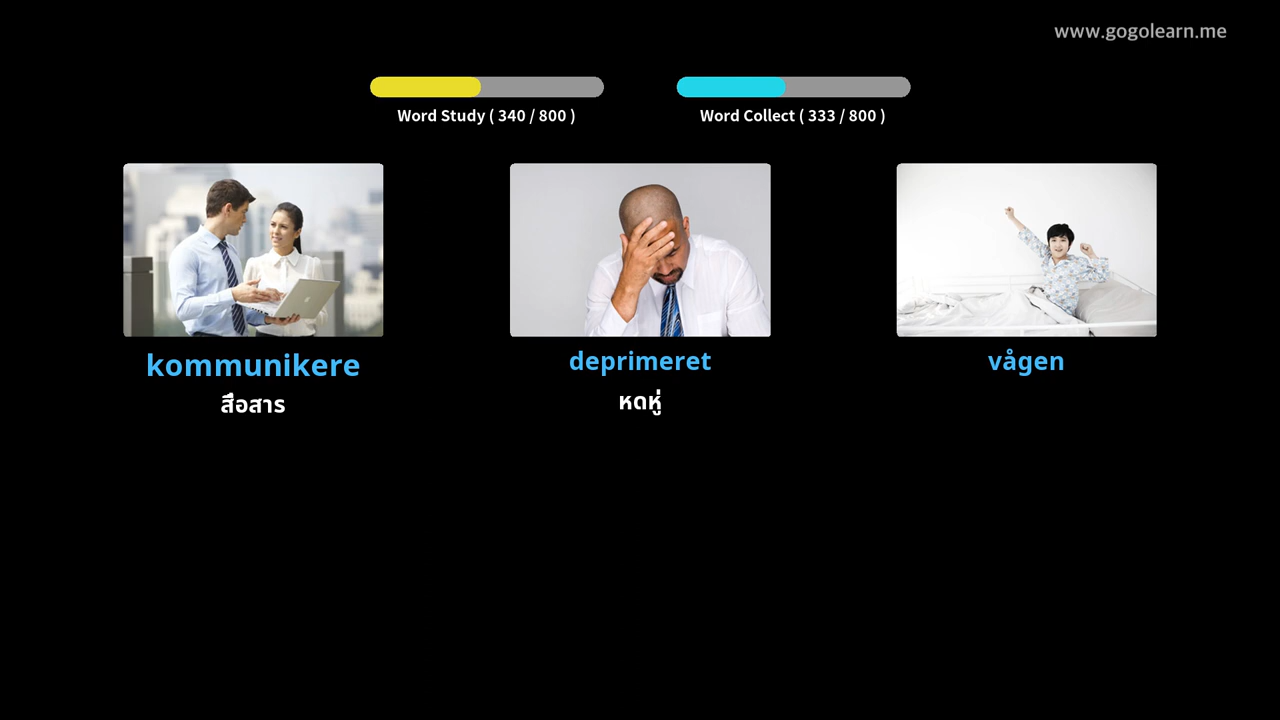 www.gogolearn.me
Word Study ( 340 / 800 )
Word Collect ( 333 / 800 )
kommunikere
สื่อสาร
deprimeret
หดหู่
vågen